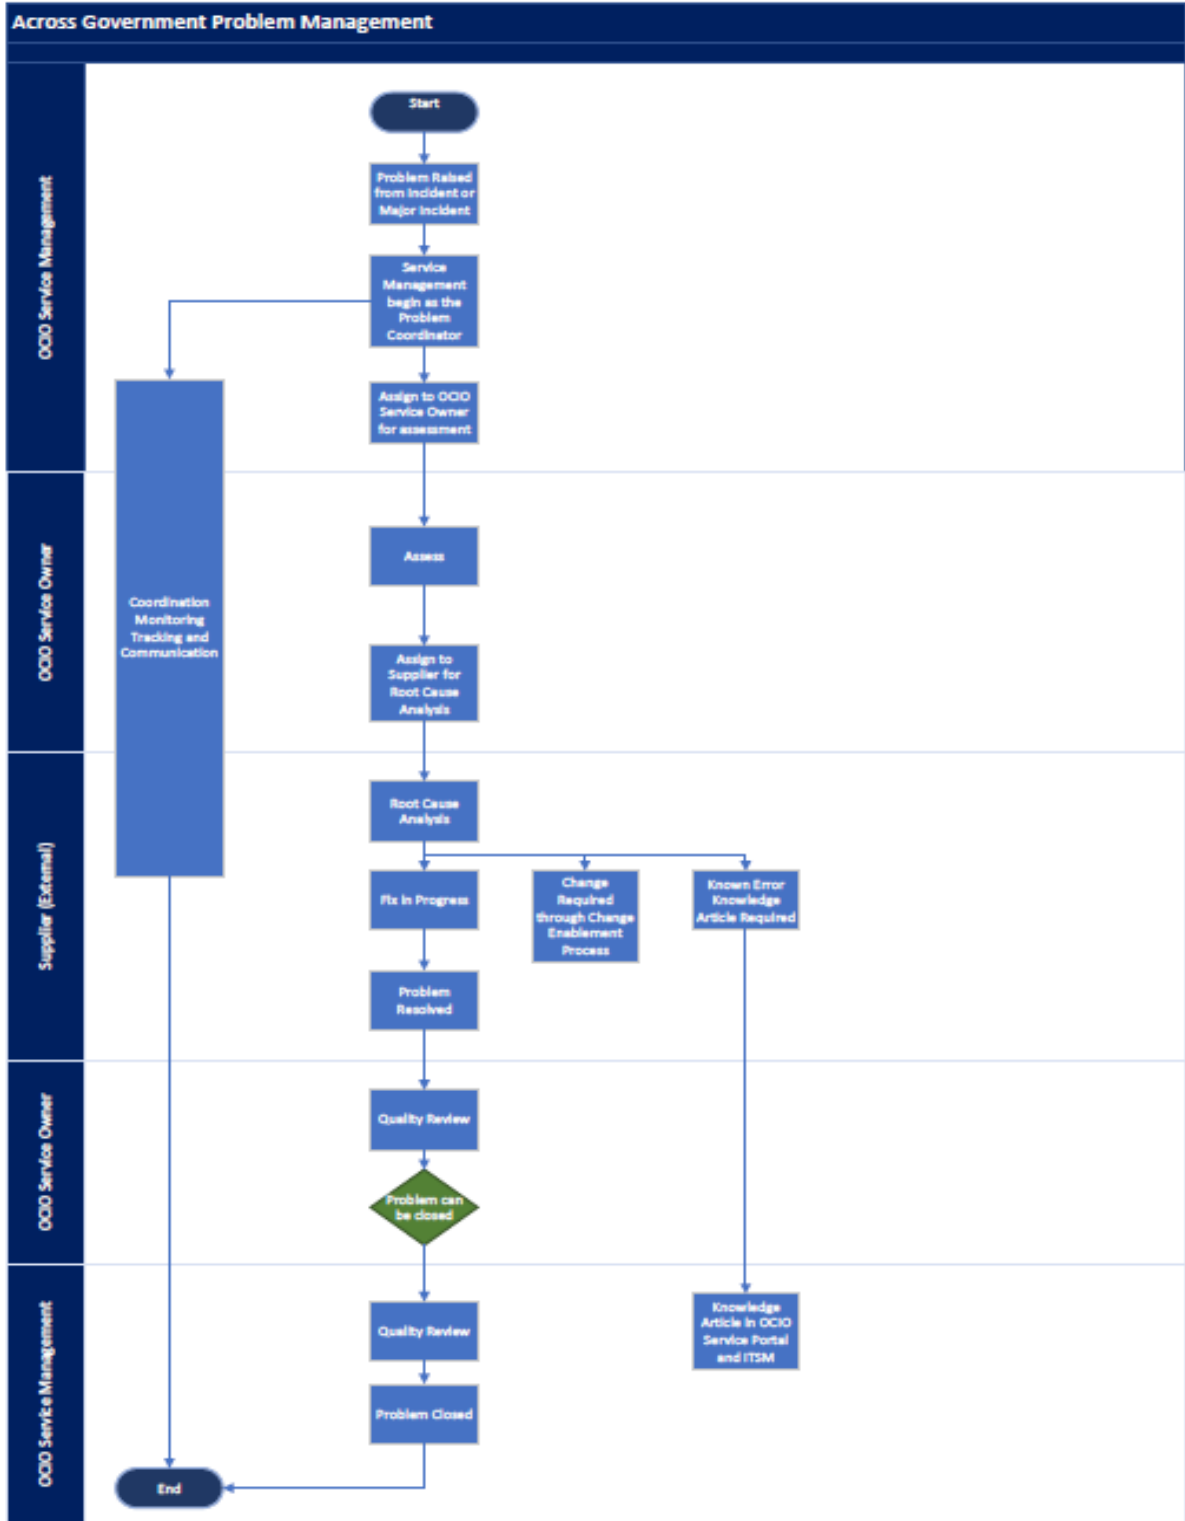 Across Government Problem Management
OCIO Service Management
Start
Problem Raised
from Incident or
Major Incident
Service
Management
begin as the
Problem
Coordinator
Assign to OCIO
Service Owner
for assessment
OCIO Service Owner
Assess
Coordination
Monitoring
Tracking and
Communication
Assign to
Supplier for
Root Cause
Analysis
Supplier (External)
Root Cause
Analysis
Fix in Progress
Change
Required
through Change
Enablement
Process
Known Error
Knowledge
Article Required
Problem
Resolved
OCIO Service Owner
Quality Review
Problem can
be closed
OCIO Service Management
Quality Review
Knowledge
Article in OCIO
Service Portal
and ITSM
Problem Closed
End